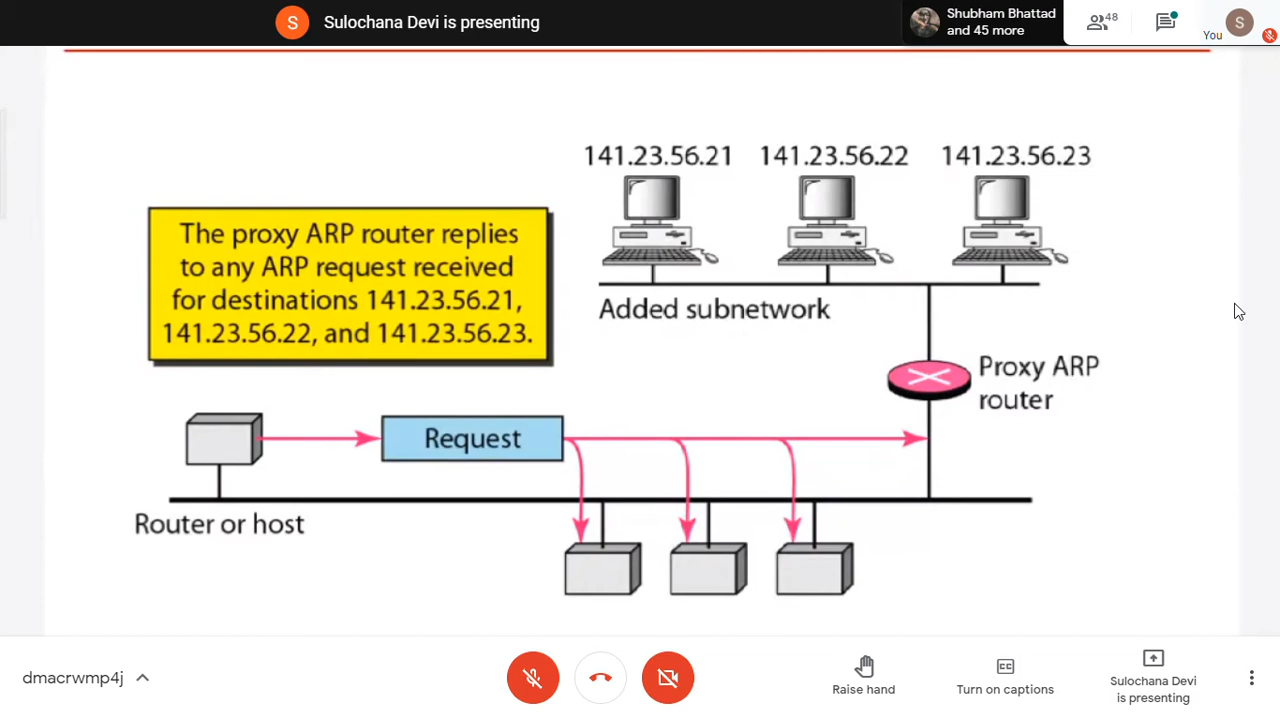 S
Sulochana Devi is presenting
Shubham Bhattad
and 45 more
48
You
S
141.23.56.21
141.23.56.22
141.23.56.23
The proxy ARP router replies
to any ARP request received
for destinations 141.23.56.21,
141.23.56.22, and 141.23.56.23.
Added subnetwork
Proxy ARP
router
Request
Router or host
dmacrwmp4j
Raise hand
CC
Turn on captions
Sulochana Devi
is presenting